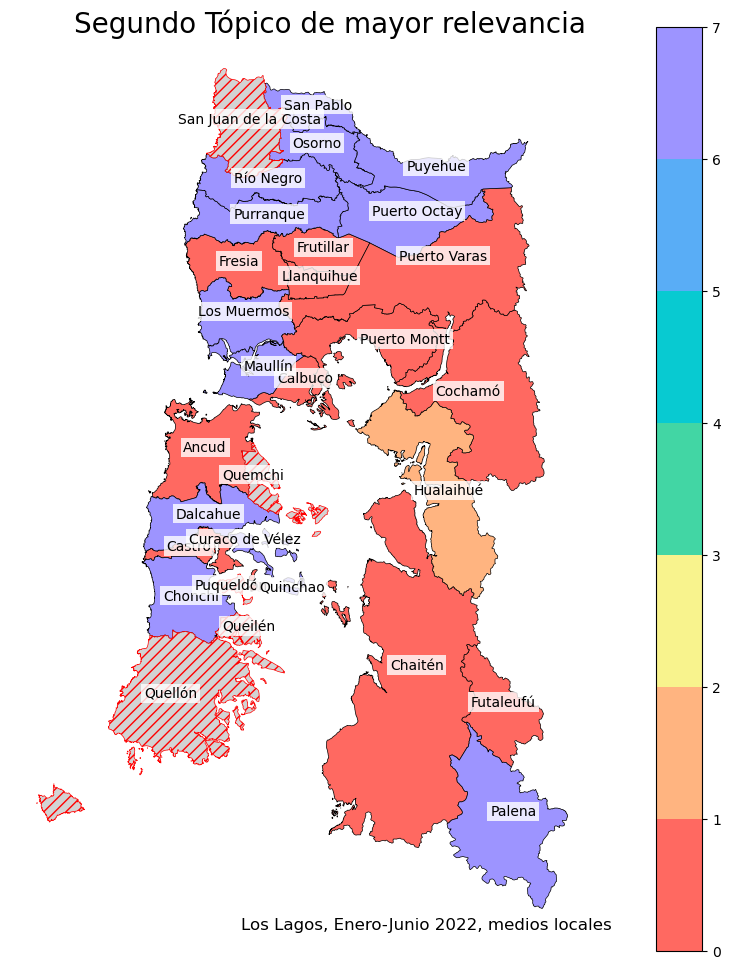 Segundo Tópico de mayor relevancia
7
San Pablo
San Juan de la Costa
Osorno
Puyehue
Río Negro
6
Purranque
Puerto Octay
Frutillar
Puerto Varas
Fresia
Llanquihue
5
Los Muermos
Puerto Montt
Maullín
Calbuco
Cochamó
4
Ancud
Quemchi
Hualaihué
Dalcahue
Curaco de Vélez
Castro
3
Puqueldó
Quinchao
Chonchi
Queilén
Chaitén
2
Quellón
Futaleufú
Palena
1
Los Lagos, Enero-Junio 2022, medios locales
0